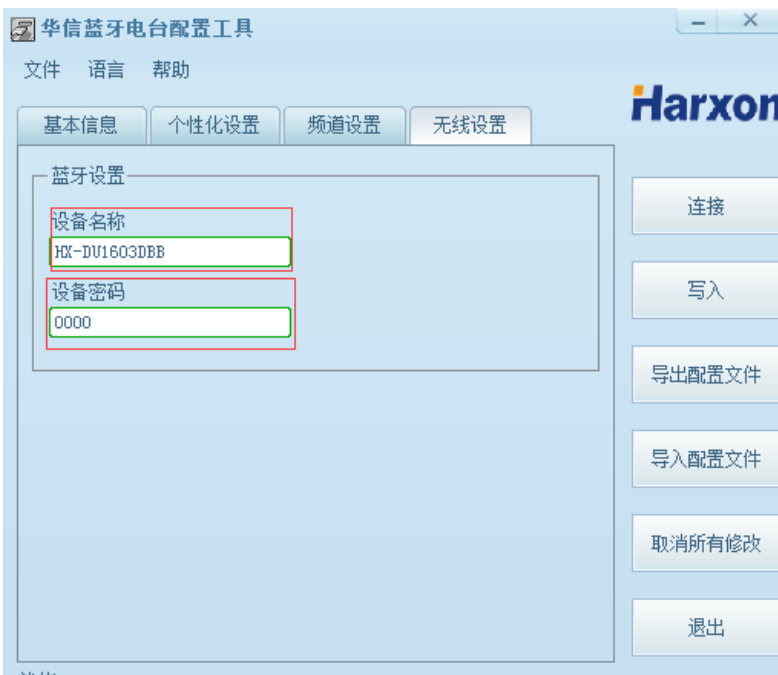 华信蓝牙电台配置工具
文件 语言 帮助
Harxon
基本信息 个性化设置 频道设置 无线设置
蓝牙设置
设备名称
HX-DU1603DBB
设备密码
0000
连接
写入
导出配置文件
导入配置文件
取消所有修改
退出